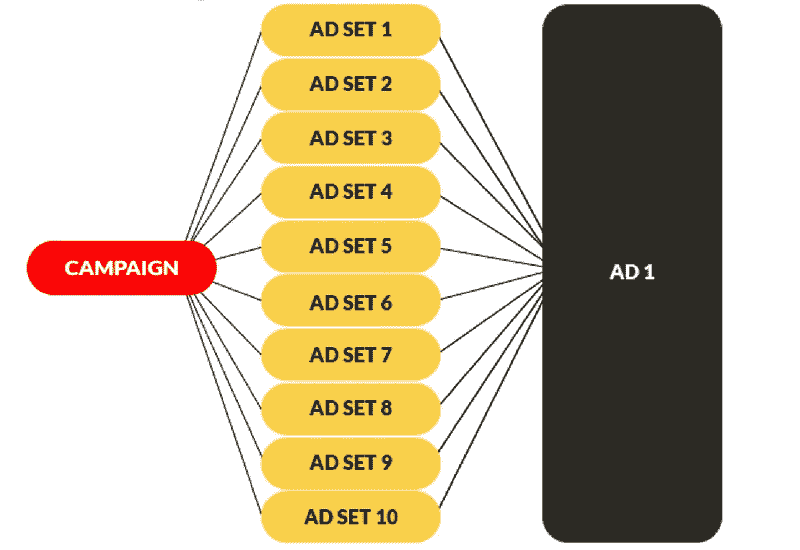 AD SET 1
AD SET 2
AD SET 3
AD SET 4
AD SET 5
AD SET 6
AD SET 7
AD SET 8
AD SET 9
AD SET 10
CAMPAIGN
AD 1